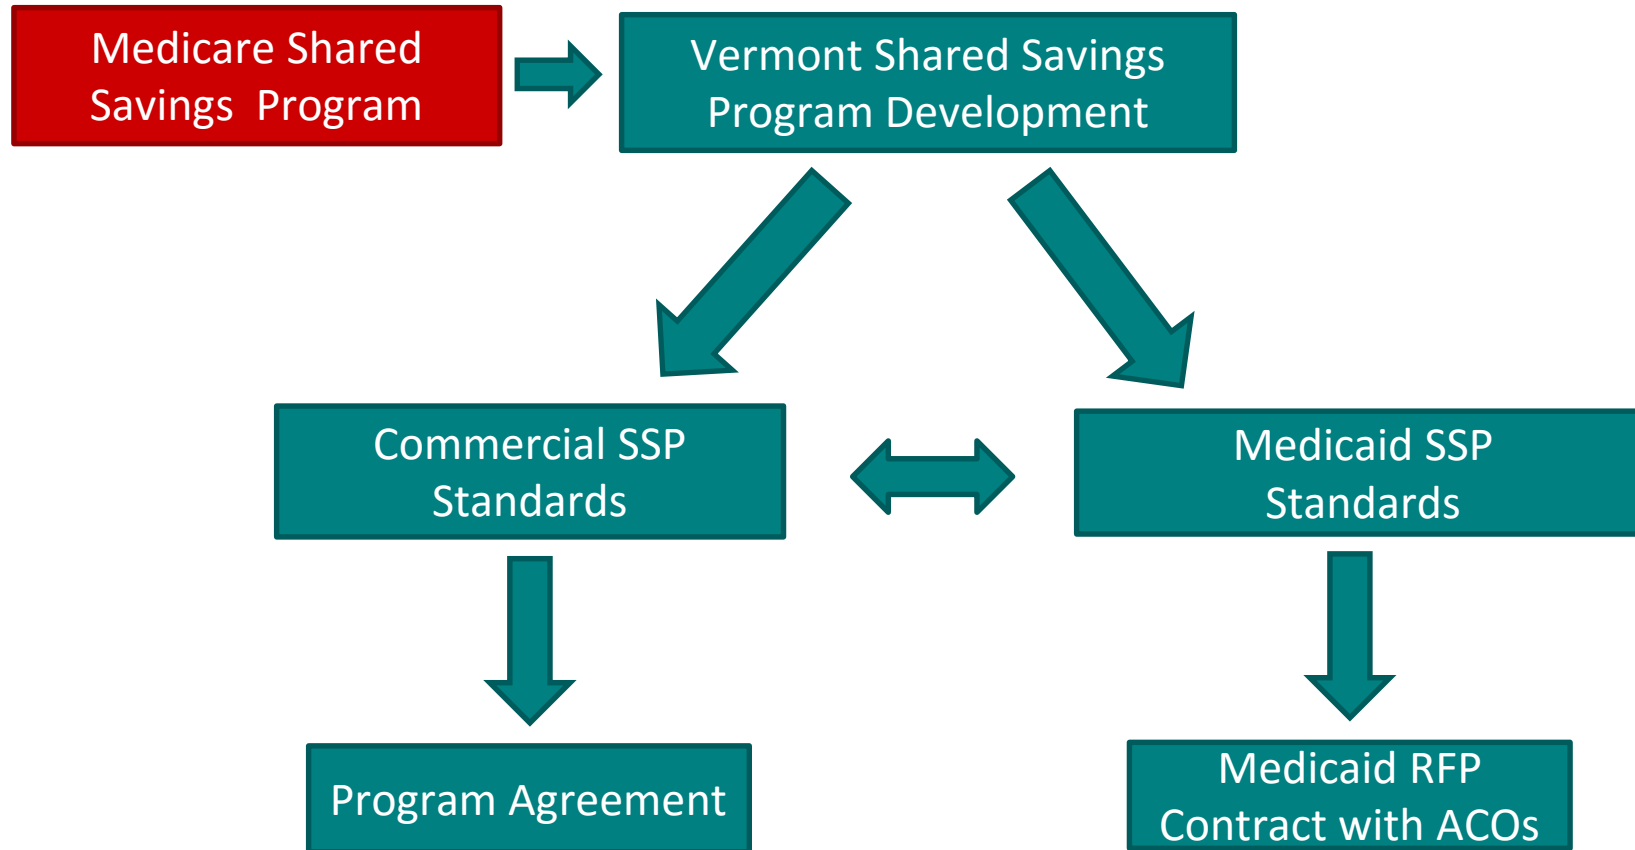 Medicare Shared
Savings  Program
Vermont Shared Savings
Program Development
Commercial SSP
Standards
Medicaid SSP
Standards
Program Agreement
Medicaid RFP
Contract with ACOs